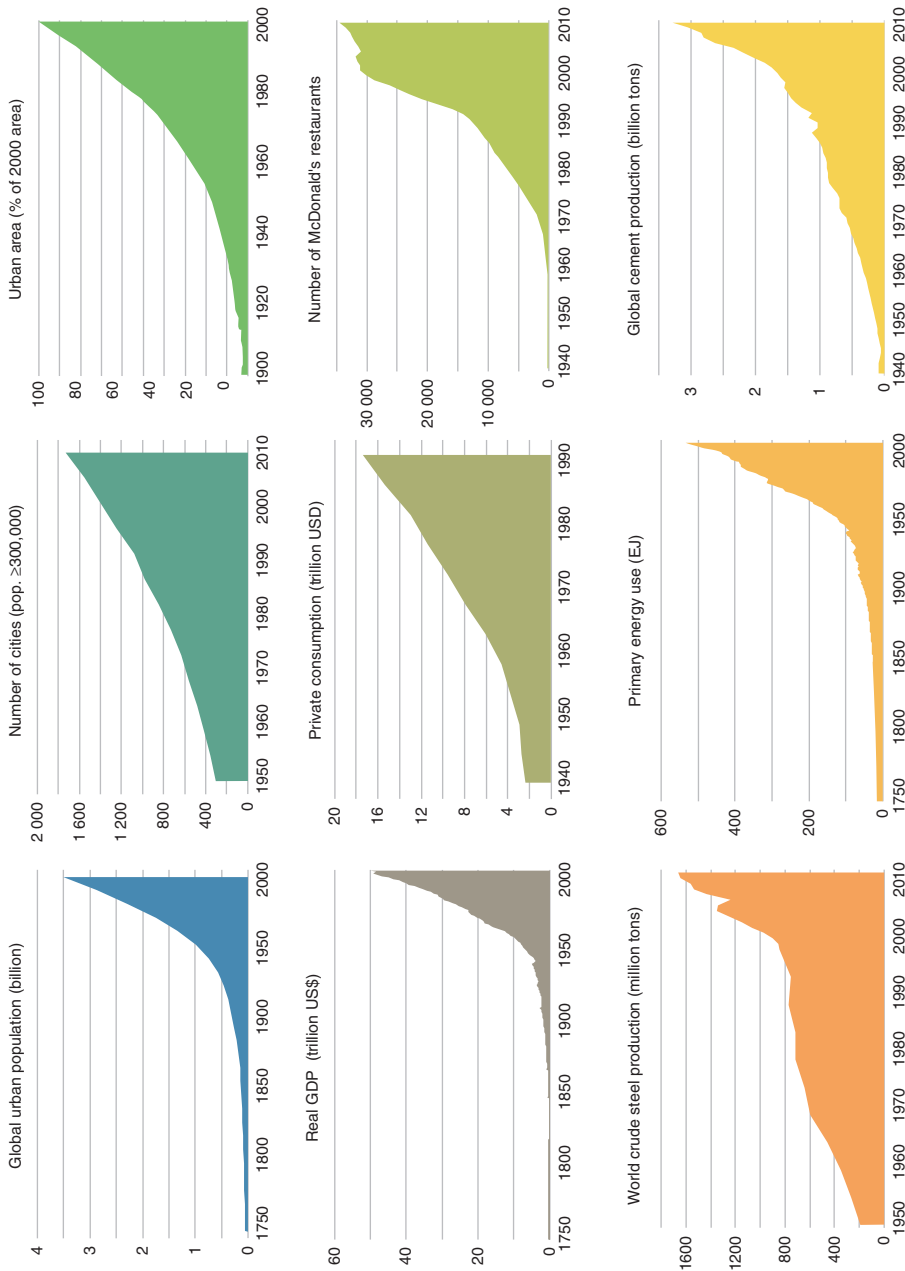 Global urban population (billion)
4
3
2
1
0
1750 1800 1850 1900 1950 2000
Number of cities (pop. ≥300,000)
2 000
1 600
1 200
800
400
0
1950 1960 1970 1980 1990 2000 2010
Urban area (% of 2000 area)
100
80
60
40
20
0
1900 1920 1940 1960 1980 2000
Real GDP (trillion US$)
60
40
20
0
1750 1800 1850 1900 1950 2000
Private consumption (trillion USD)
20
16
12
8
4
0
1940 1950 1960 1970 1980 1990
Number of McDonald's restaurants
30 000
20 000
10 000
0
1940 1950 1960 1970 1980 1990 2000 2010
World crude steel production (million tons)
1600
1200
800
400
0
1950 1960 1970 1980 1990 2000 2010
Primary energy use (EJ)
600
400
200
0
1750 1800 1850 1900 1950 2000
Global cement production (billion tons)
3
2
1
0
1940 1950 1960 1970 1980 1990 2000 2010